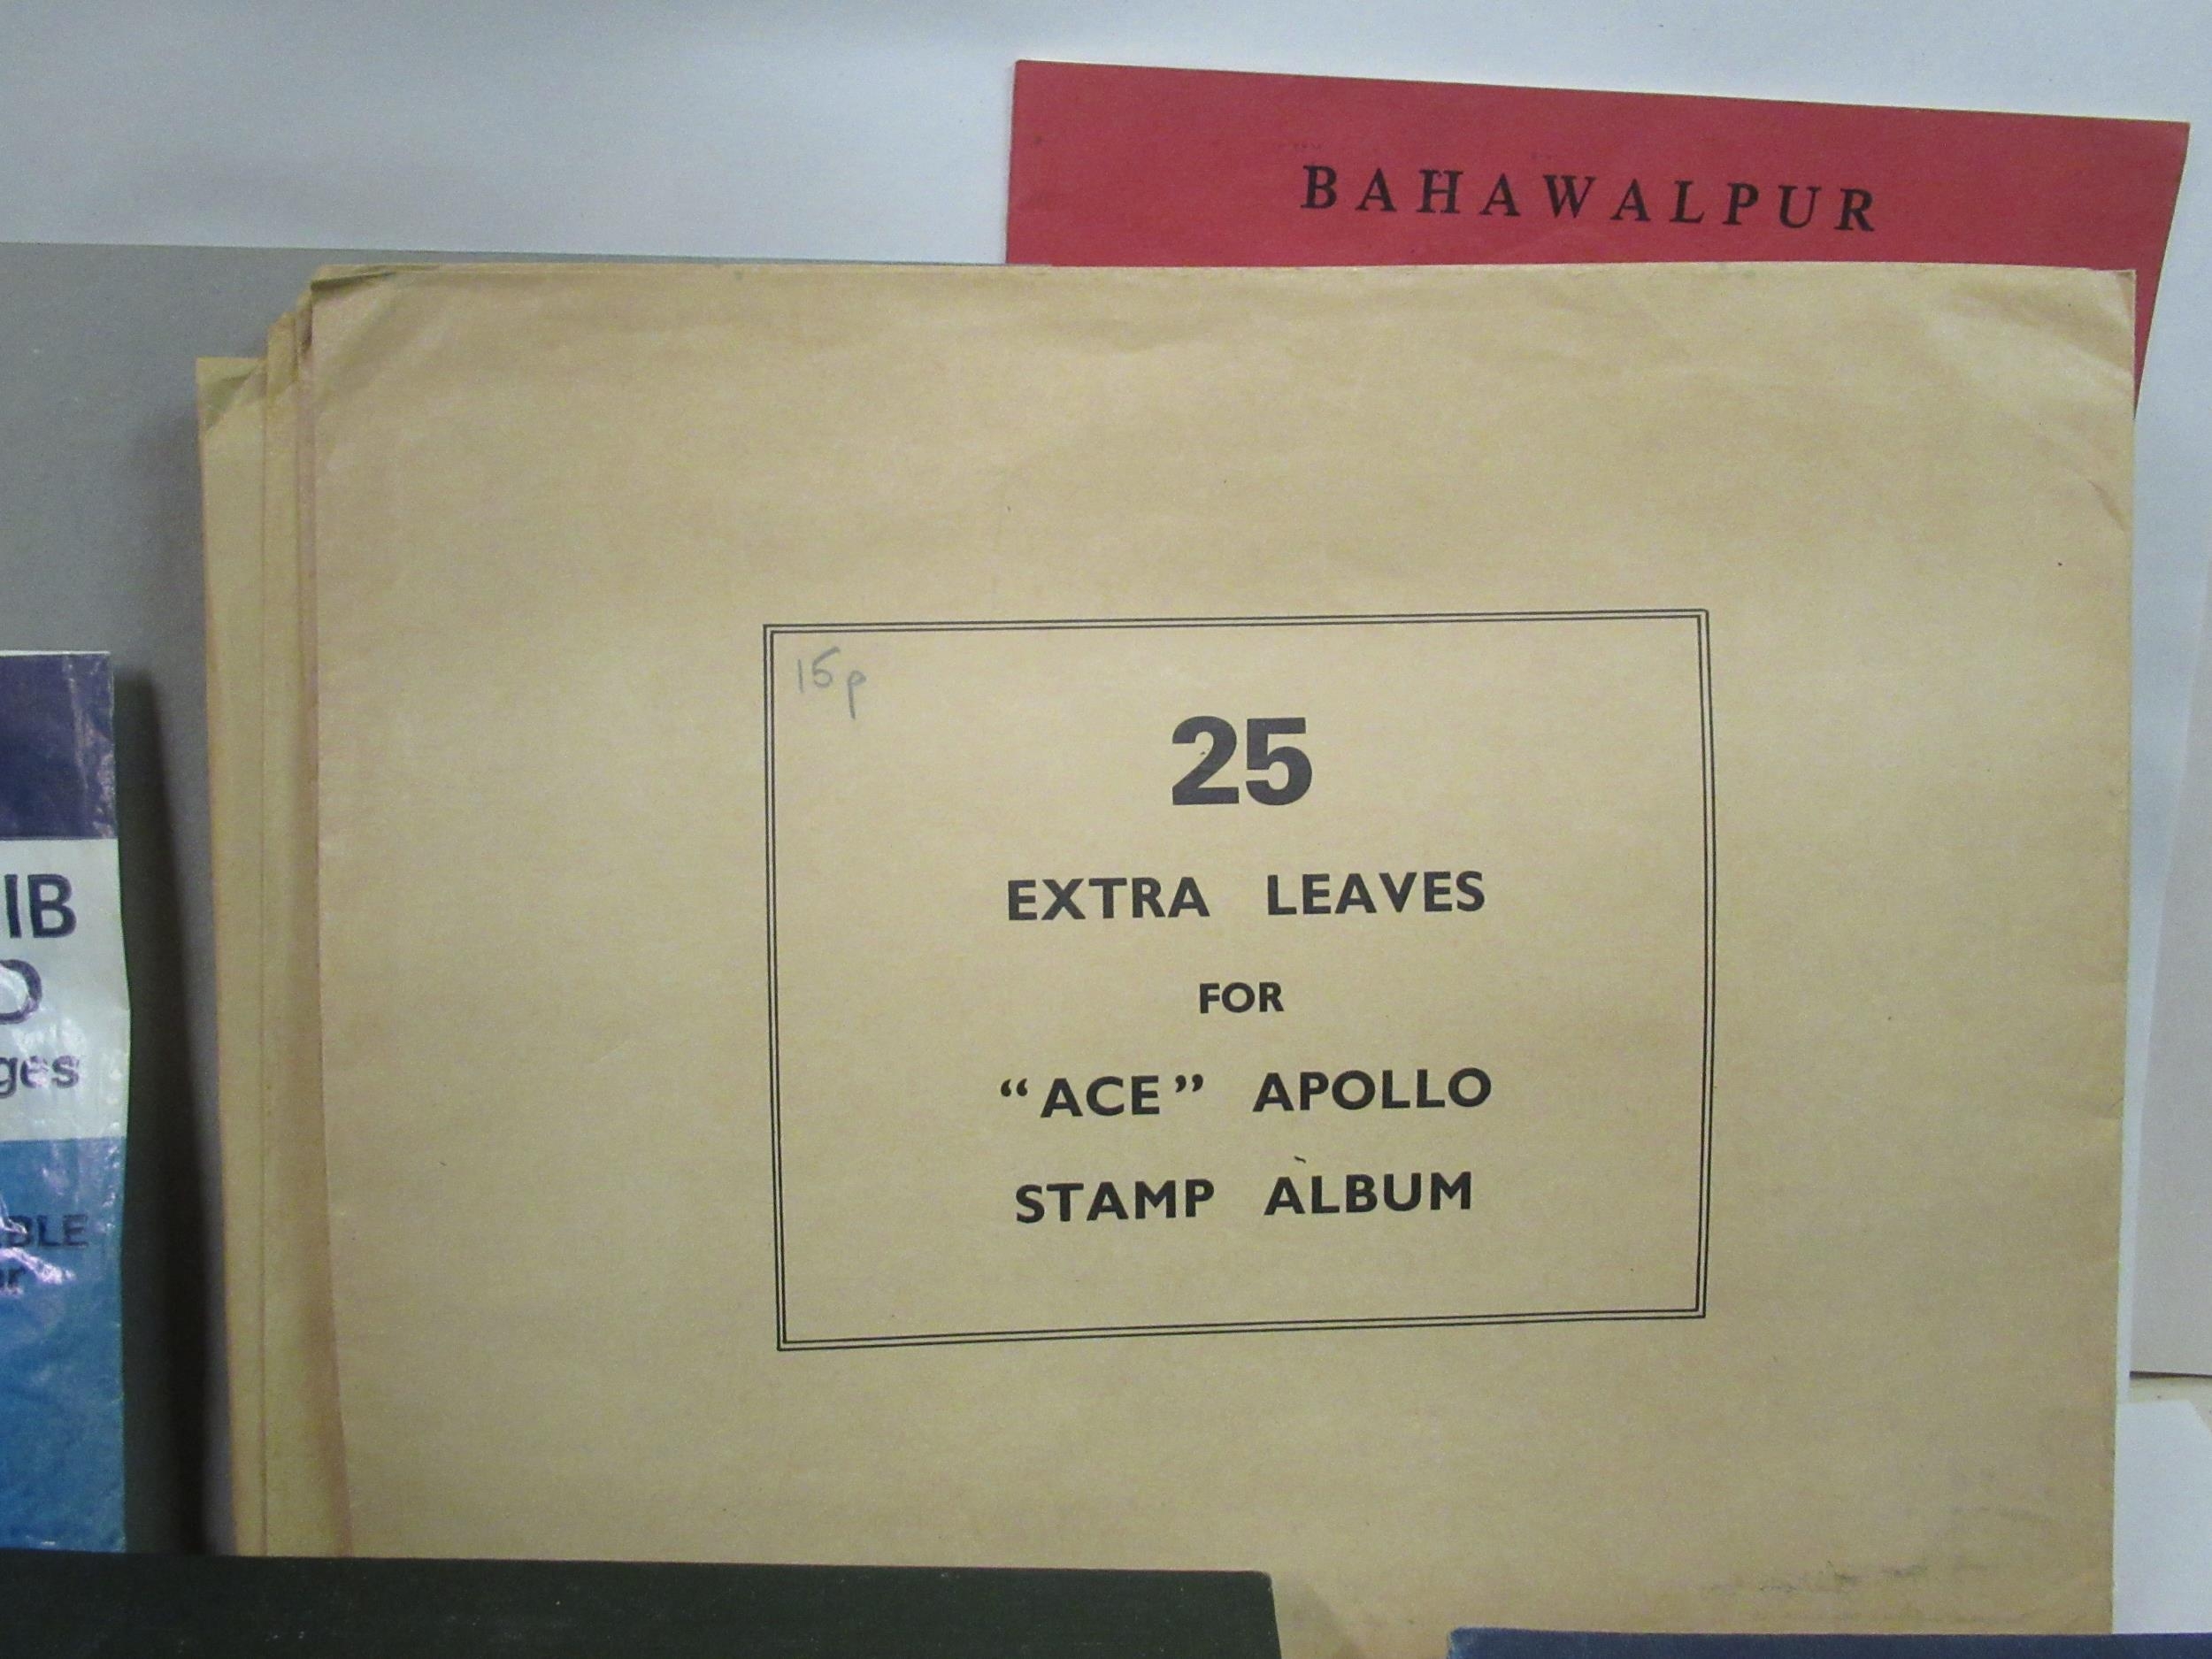 BAHAWALPUR
15p
25
EXTRA LEAVES
FOR
"ACE" APOLLO
STAMP ALBUM
IB
ges